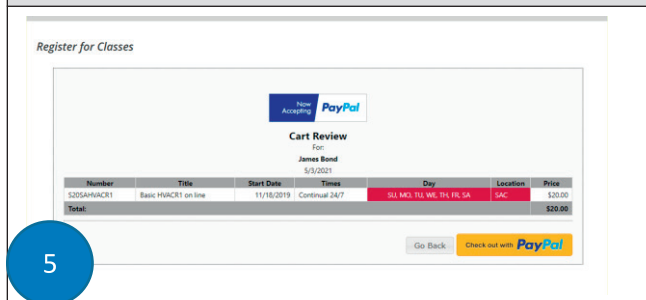 Register for Classes
Now Accepting PayPal
Cart Review
For:
James Bond
5/3/2021
Number Title Start Date Times Day Location Price
S205AHVACR1 Basic HVACR1 on line 11/18/2019 Continual 24/7 SU, MO, TU, WE, TH, FR, SA SAC $20.00
Total: $20.00
Go Back Check out with PayPal
5